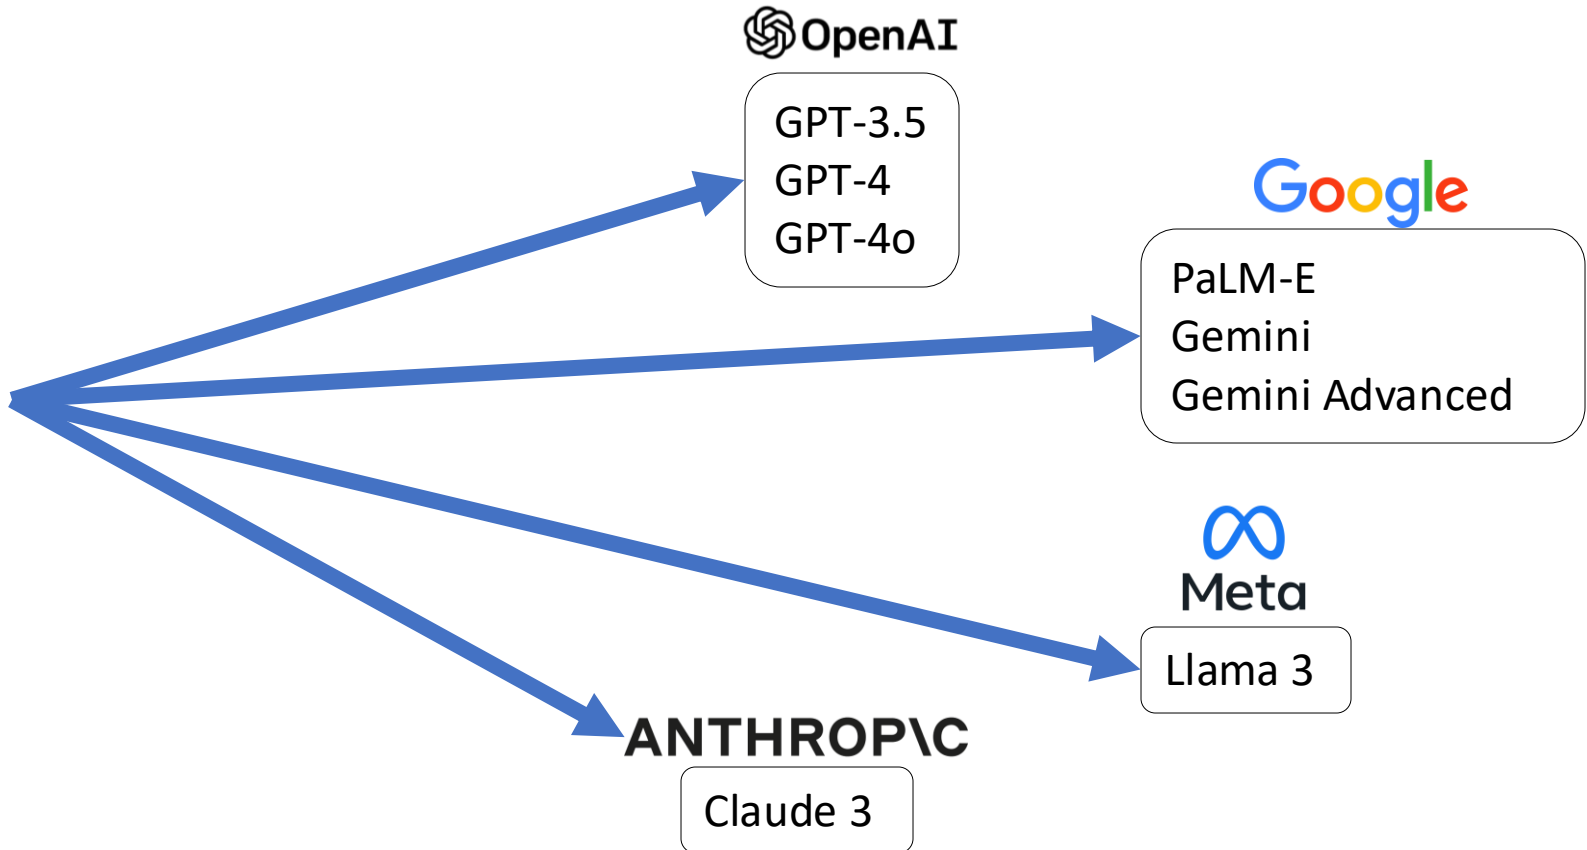 OpenAI
GPT-3.5
GPT-4
GPT-4o
Google
PaLM-E
Gemini
Gemini Advanced
Meta
Llama 3
ANTHROP\C
Claude 3